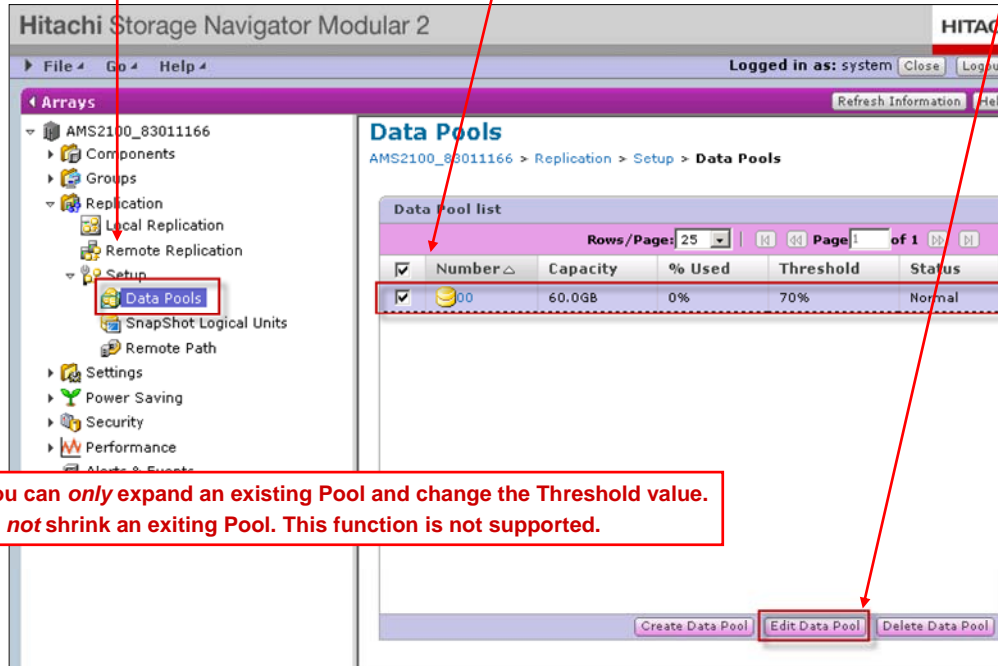 Hitachi Storage Navigator Modular 2
File Go Help
Logged in as: system Close
Arrays
Refresh Information
AMS2100_83011166
Components
Groups
Replication
Local Replication
Remote Replication
Setup
Data Pools
SnapShot Logical Units
Remote Path
Settings
Power Saving
Security
Performance
Alerts & Events
Data Pools
AMS2100_83011166 > Replication > Setup > Data Pools
Data Pool list
Rows/Page: 25 Page 1 of 1
Number Capacity % Used Threshold Status
00 60.0GB 0% 70% Normal
can only expand an existing Pool and change the Threshold value.
not shrink an exiting Pool. This function is not supported.
Create Data Pool Edit Data Pool Delete Data Pool